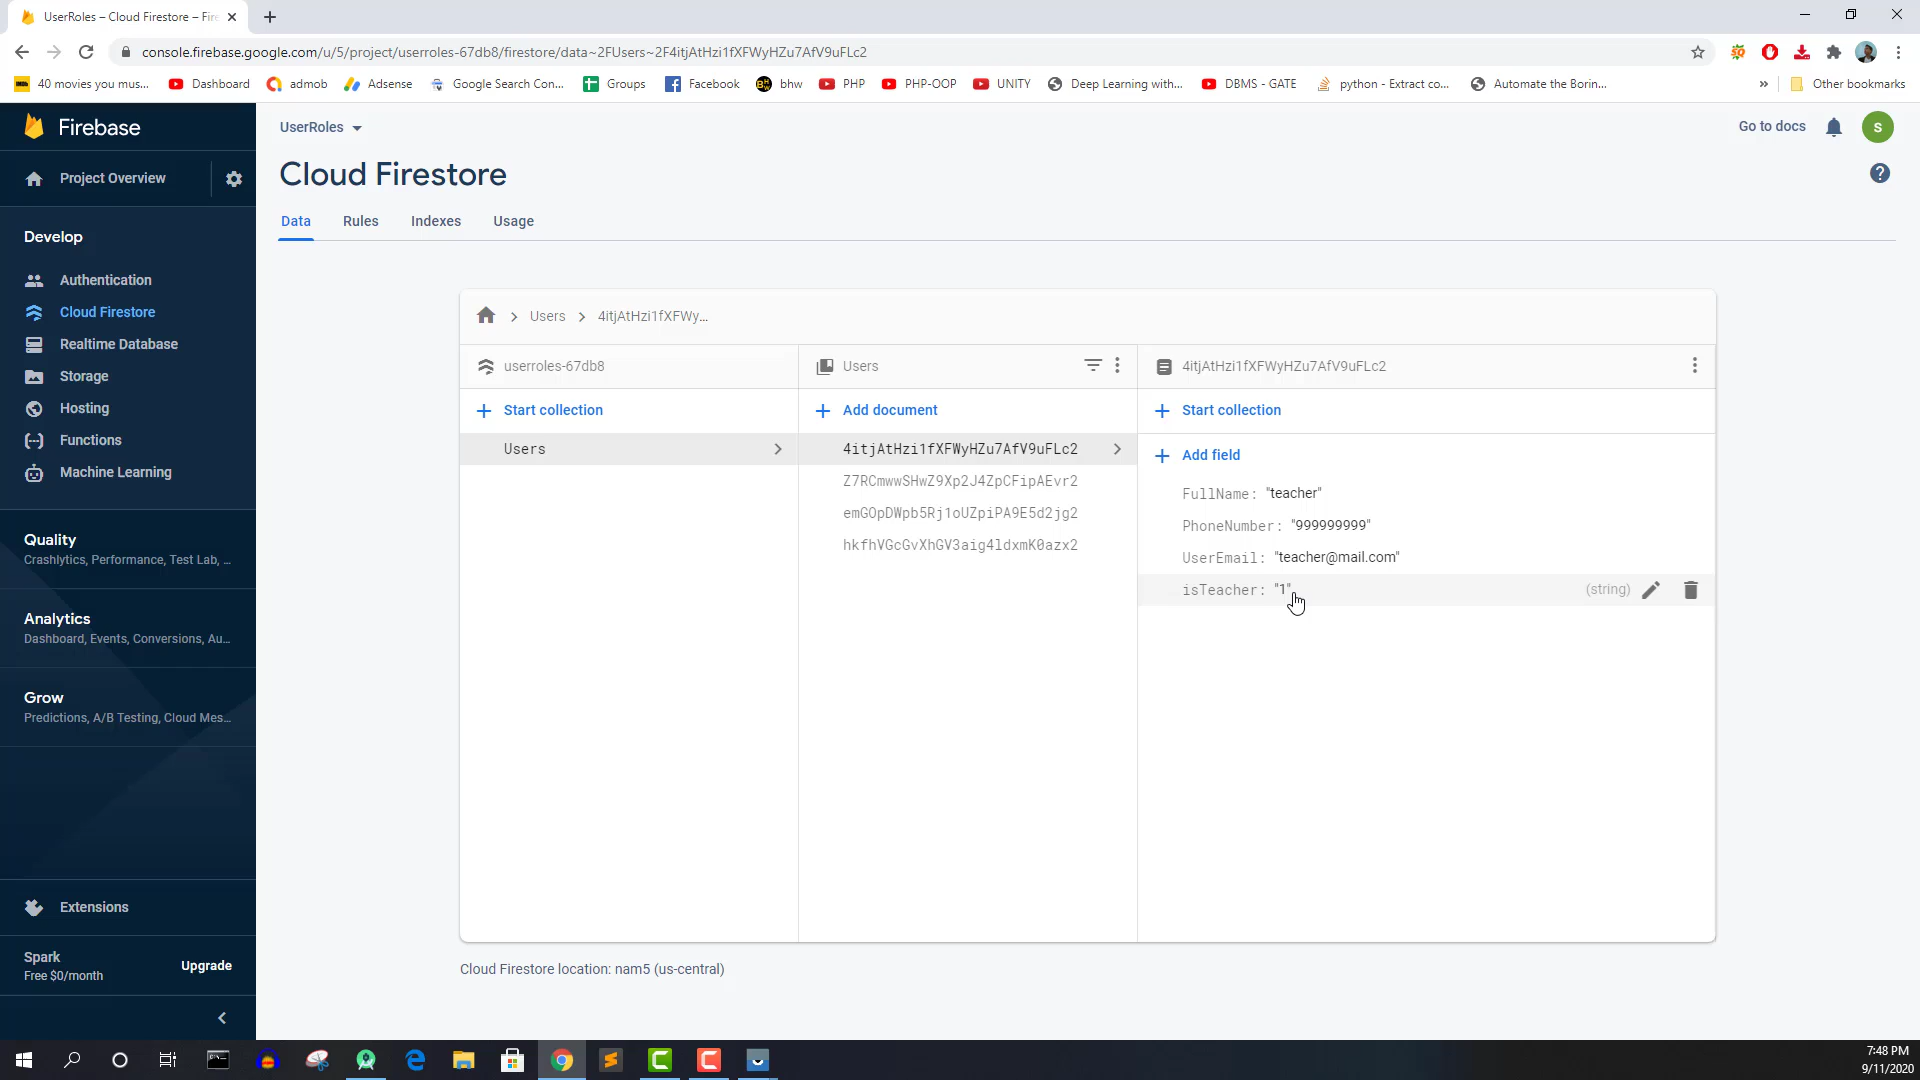 UserRoles – Cloud Firestore – Fire
console.firebase.google.com/u/5/project/userroles-67db8/firestore/data~2FUsers~2F4itjAtHzi1fXFWyHZu7AfV9uFLc2
40 movies you mus...
Dashboard
admob
Adsense
Google Search Con...
Groups
Facebook
bhw
PHP
PHP-OOP
UNITY
Deep Learning with...
DBMS - GATE
python - Extract co...
Automate the Borin...
»
Other bookmarks
Firebase
UserRoles
Go to docs
S
Project Overview
Cloud Firestore
?
Data
Rules
Indexes
Usage
Develop
Authentication
Cloud Firestore
Realtime Database
Storage
Hosting
Functions
Machine Learning
Quality
Crashlytics, Performance, Test Lab, ...
Analytics
Dashboard, Events, Conversions, Au...
Grow
Predictions, A/B Testing, Cloud Mes...
Extensions
Spark
Free $0/month
Upgrade
Users
4itjAtHzi1fXFWy...
userroles-67db8
Start collection
Users
Users
Add document
4itjAtHzi1fXFWyHZu7AfV9uFLc2
Z7RCmwwSHwZ9Xp2J4ZpCFipAEvr2
emGOpDWpb5Rj1oUZpiPA9E5d2jg2
hkfhVGcGvXhGV3aig4ldxmK0azx2
4itjAtHzi1fXFWyHZu7AfV9uFLc2
Start collection
Add field
FullName: "teacher"
PhoneNumber: "999999999"
UserEmail: "teacher@mail.com"
isTeacher: "1"
(string)
Cloud Firestore location: nam5 (us-central)
7:48 PM
9/11/2020